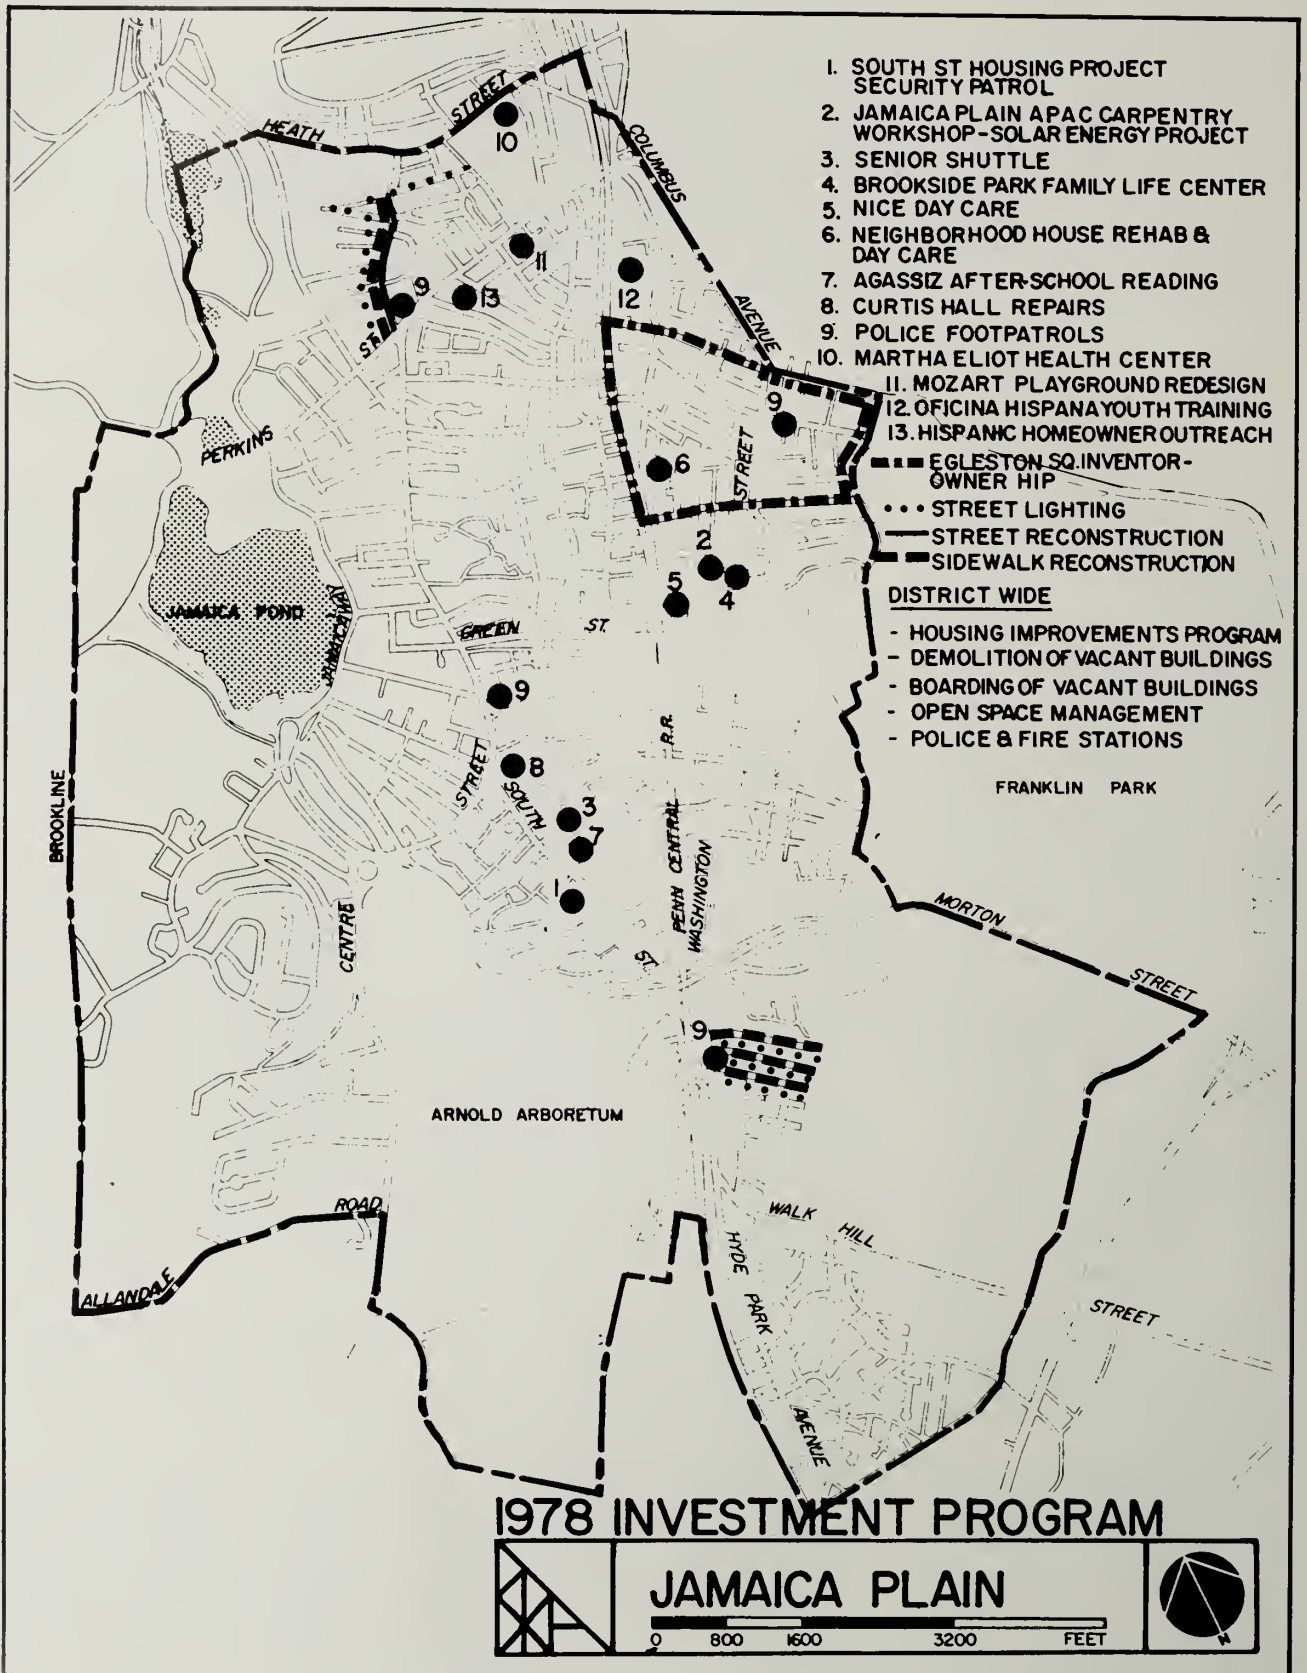 1. SOUTH ST HOUSING PROJECT
SECURITY PATROL
2. JAMAICA PLAIN APAC CARPENTRY
WORKSHOP-SOLAR ENERGY PROJECT
3. SENIOR SHUTTLE
4. BROOKSIDE PARK FAMILY LIFE CENTER
5. NICE DAY CARE
6. NEIGHBORHOOD HOUSE REHAB &
DAY CARE
7. AGASSIZ AFTER-SCHOOL READING
8. CURTIS HALL REPAIRS
9. POLICE FOOTPATROLS
10. MARTHA ELIOT HEALTH CENTER
11. MOZART PLAYGROUND REDESIGN
12. OFICINA HISPANA YOUTH TRAINING
13. HISPANIC HOMEOWNER OUTREACH
EGLESTON SQ. INVENTOR-
OWNER HIP
STREET LIGHTING
STREET RECONSTRUCTION
SIDEWALK RECONSTRUCTION
DISTRICT WIDE
- HOUSING IMPROVEMENTS PROGRAM
- DEMOLITION OF VACANT BUILDINGS
- BOARDING OF VACANT BUILDINGS
- OPEN SPACE MANAGEMENT
- POLICE & FIRE STATIONS
HEATH STREET
10
COLUMBUS
AVENUE
11
12
9
13
ST.
9
PERKINS
6
STREET
2
5
4
JAMAICA POND
JAMAICAWAY
GREEN ST.
9
R.R.
STREET
8
SOUTH
3
7
FRANKLIN PARK
BROOKLINE
PENN CENTRAL
WASHINGTON
1
MORTON
STREET
CENTRE
ST.
9
ARNOLD ARBORETUM
ROAD
ALLANDALE
WALK HILL
STREET
HYDE PARK
AVENUE
1978 INVESTMENT PROGRAM
JAMAICA PLAIN
0 800 1600 3200 FEET
N